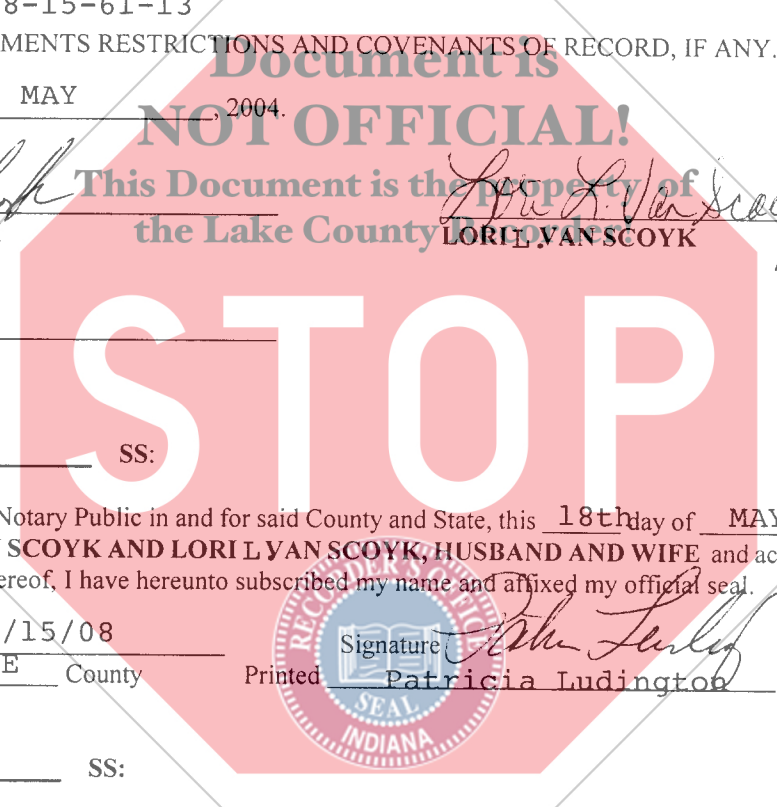 8-15-61-13
MENTS RESTRICTIONS AND COVENANTS OF RECORD, IF ANY.
Document is
MAY , 2004.
NOT OFFICIAL!
This Document is the property of
the Lake County Recorder!
Lori L. Van Scoy
LORI L. VAN SCOYK
STOP
SS:
Notary Public in and for said County and State, this 18th day of MAY
SCOYK AND LORI L VAN SCOYK, HUSBAND AND WIFE and ac
ereof, I have hereunto subscribed my name and affixed my official seal.
/15/08
Signature
E County Printed Patricia Ludington
RECORDER'S OFFICE
SEAL
INDIANA
SS: